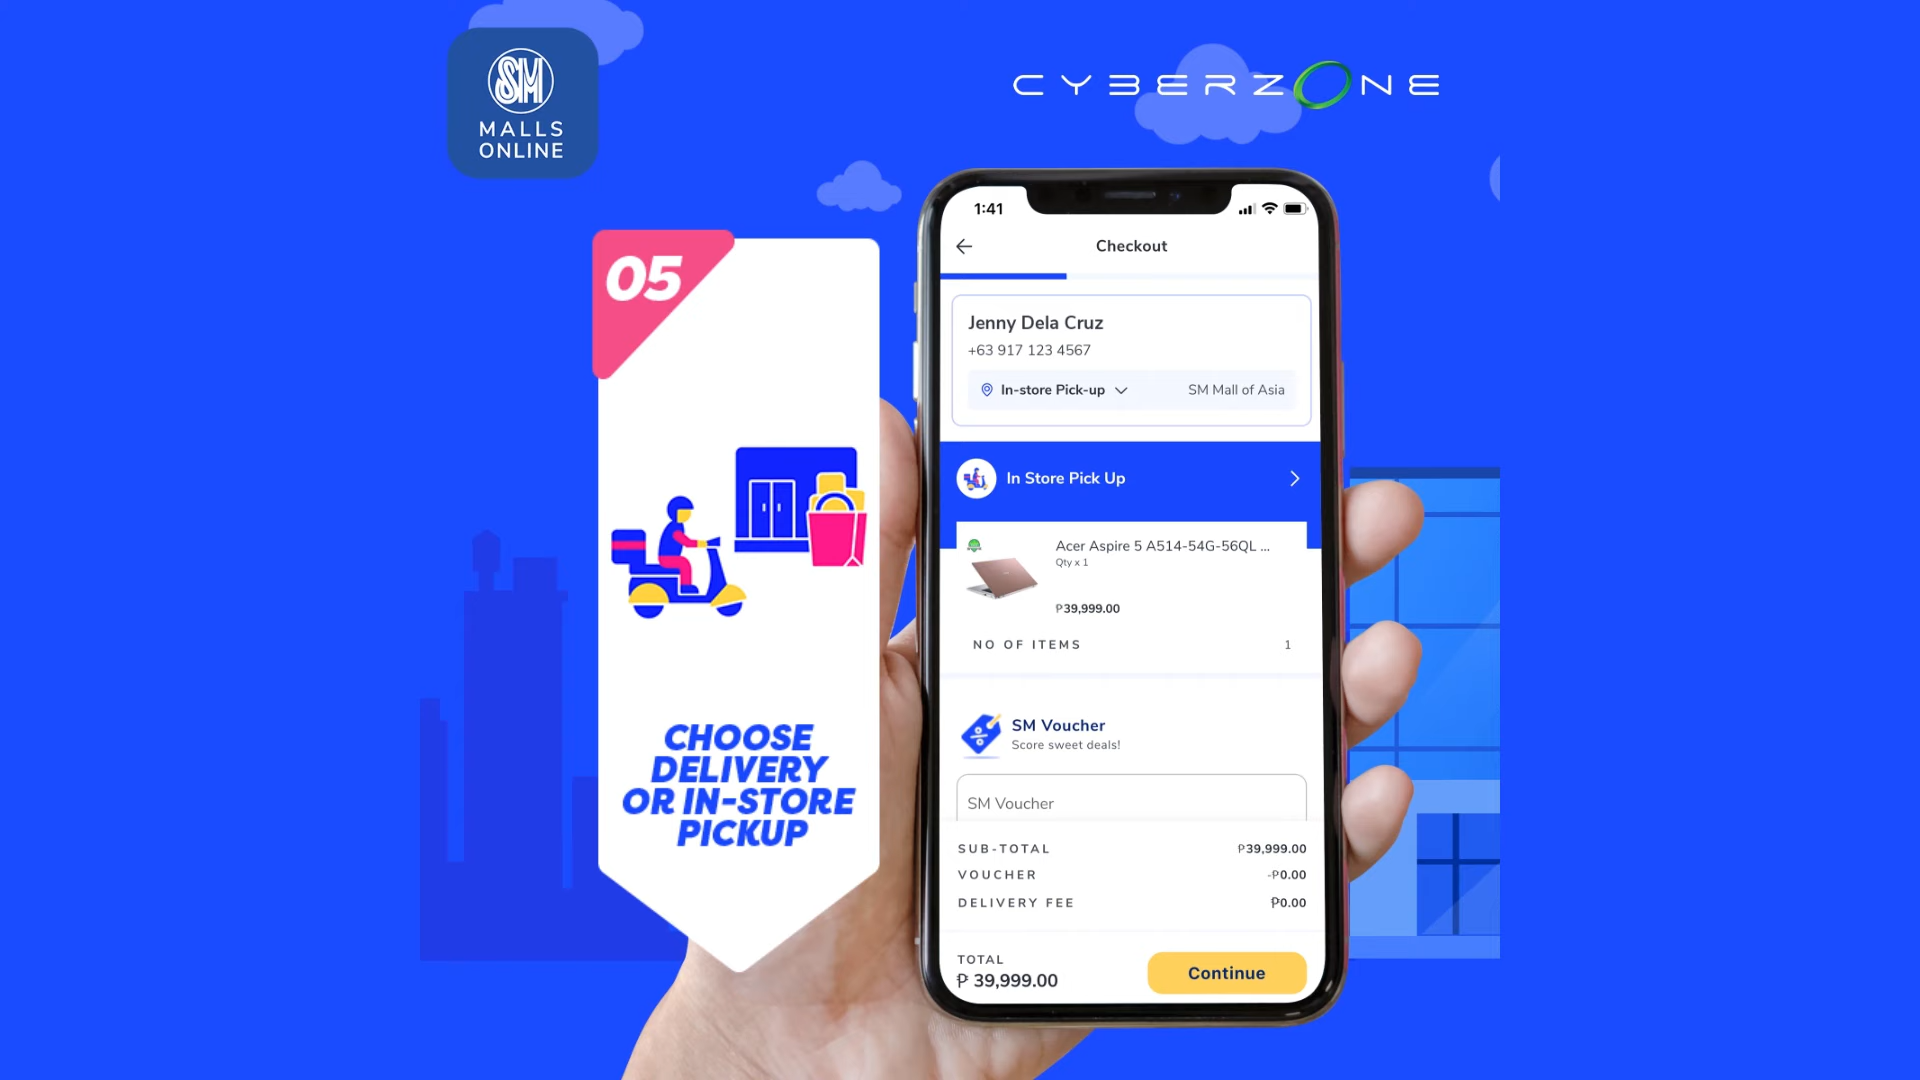 SM
MALLS
ONLINE
CYBERZONE
05
CHOOSE
DELIVERY
OR IN-STORE
PICKUP
1:41
Checkout
Jenny Dela Cruz
+63 917 123 4567
In-store Pick-up SM Mall of Asia
In Store Pick Up
Acer Aspire 5 A514-54G-56QL ...
Qty x 1
₱39,999.00
NO OF ITEMS 1
SM Voucher
Score sweet deals!
SM Voucher
SUB-TOTAL ₱39,999.00
VOUCHER -₱0.00
DELIVERY FEE ₱0.00
TOTAL
₱ 39,999.00
Continue